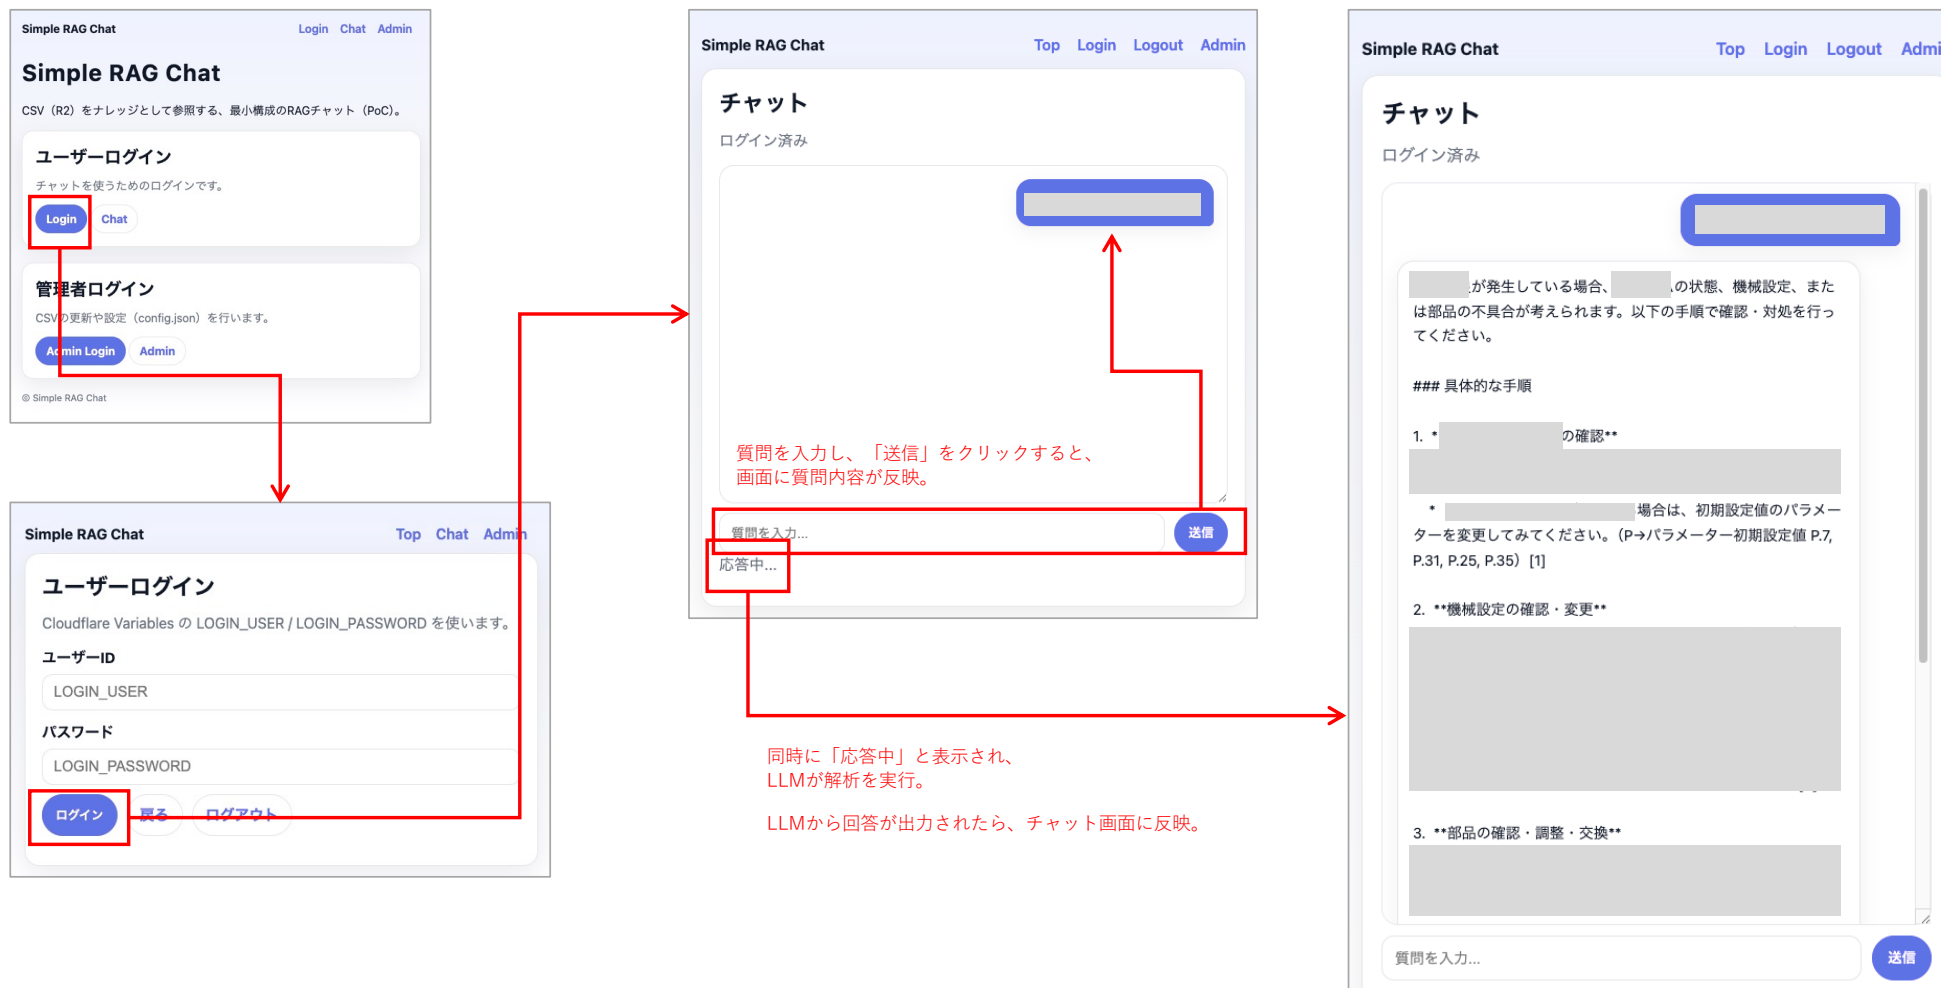 Simple RAG Chat
Login Chat Admin
Simple RAG Chat
CSV（R2）をナレッジとして参照する、最小構成のRAGチャット（PoC）。
ユーザーログイン
チャットを使うためのログインです。
Login Chat
管理者ログイン
CSVの更新や設定（config.json）を行います。
Admin Login Admin
© Simple RAG Chat
Simple RAG Chat
Top Chat Admin
ユーザーログイン
Cloudflare Variables の LOGIN_USER / LOGIN_PASSWORD を使います。
ユーザーID
LOGIN_USER
パスワード
LOGIN_PASSWORD
ログイン 戻る ログアウト
Simple RAG Chat
Top Login Logout Admin
チャット
ログイン済み
質問を入力し、「送信」をクリックすると、
画面に質問内容が反映。
質問を入力...
送信
応答中...
同時に「応答中」と表示され、
LLMが解析を実行。
LLMから回答が出力されたら、チャット画面に反映。
Simple RAG Chat
Top Login Logout Admi
チャット
ログイン済み
が発生している場合、 の状態、機械設定、また
は部品の不具合が考えられます。以下の手順で確認・対処を行っ
てください。
### 具体的な手順
1. * の確認**
* 場合は、初期設定値のパラメー
ターを変更してみてください。（P→パラメーター初期設定値 P.7,
P.31, P.25, P.35）[1]
2. **機械設定の確認・変更**
3. **部品の確認・調整・交換**
質問を入力...
送信